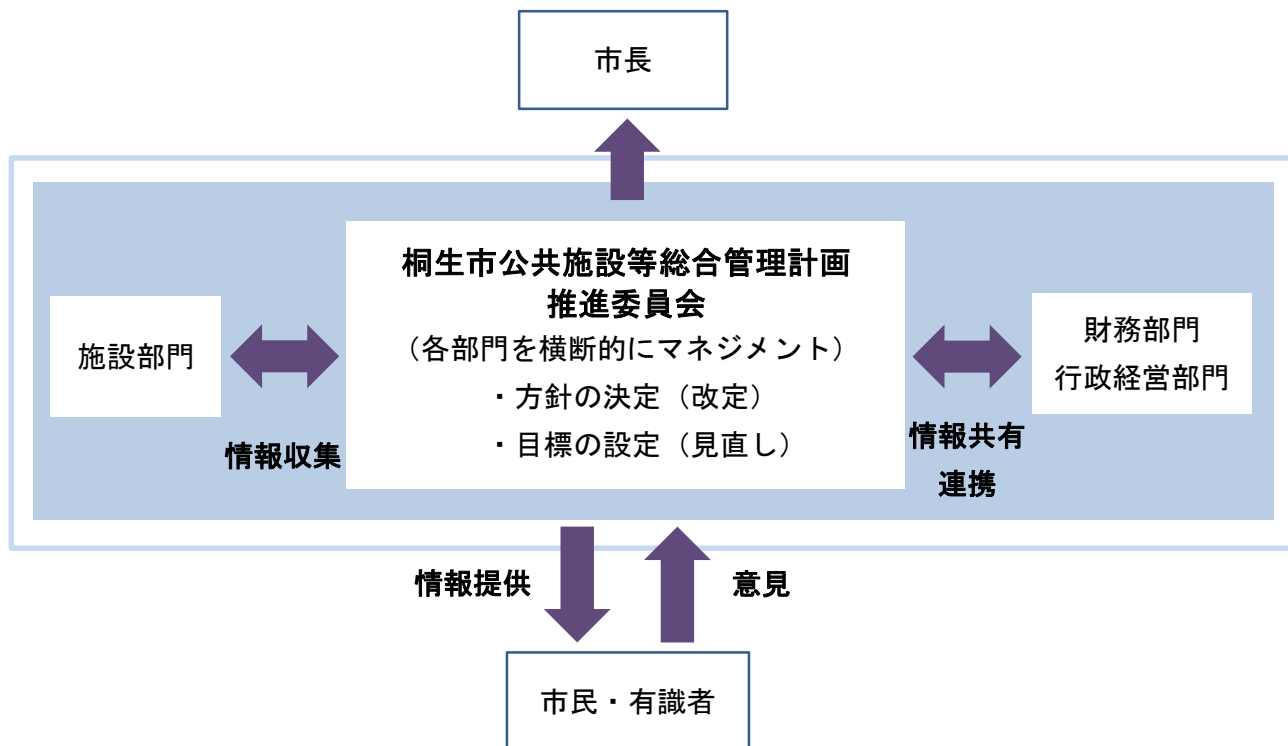 市長
桐生市公共施設等総合管理計画
推進委員会
（各部門を横断的にマネジメント）
・方針の決定（改定）
・目標の設定（見直し）
施設部門
情報収集
財務部門
行政経営部門
情報共有
連携
情報提供
意見
市民・有識者